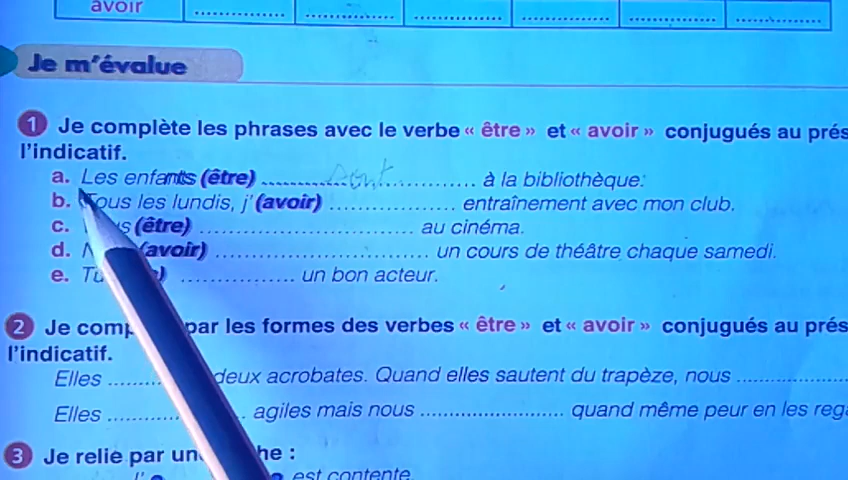 avoir
Je m'évalue
1 Je complète les phrases avec le verbe « être » et « avoir » conjugués au prés
l'indicatif.
a. Les enfants (être) sont à la bibliothèque.
b. Tous les lundis, j' (avoir) entraînement avec mon club.
c. (être) au cinéma.
d. (avoir) un cours de théâtre chaque samedi.
e. Tu un bon acteur.
2 Je comp par les formes des verbes « être » et « avoir » conjugués au prés
l'indicatif.
Elles deux acrobates. Quand elles sautent du trapèze, nous
Elles agiles mais nous quand même peur en les reg
3 Je relie par un he :
est contente